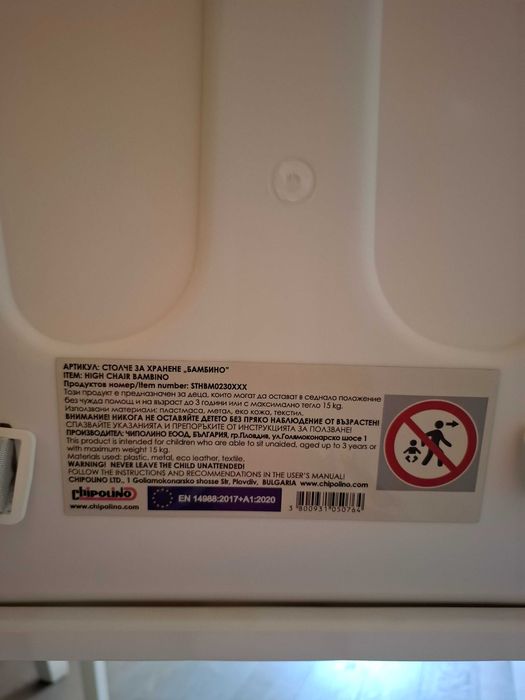 АРТИКУЛ: СТОЛЧЕ ЗА ХРАНЕНЕ „БАМБИНО"
ITEM: HIGH CHAIR BAMBINO
Продуктов номер/Item number: STHBM0230XXX
Този продукт е предназначен за деца, които могат да остават в седнало положение
без чужда помощ и на възраст до 3 години или с максимално тегло 15 kg.
Използвани материали: пластмаса, метал, еко кожа, текстил.
ВНИМАНИЕ! НИКОГА НЕ ОСТАВЯЙТЕ ДЕТЕТО БЕЗ ПРЯКО НАБЛЮДЕНИЕ ОТ ВЪЗРАСТЕН!
СПАЗВАЙТЕ УКАЗАНИЯТА И ПРЕПОРЪКИТЕ ОТ ИНСТРУКЦИЯТА ЗА ПОЛЗВАНЕ!
ПРОИЗВОДИТЕЛ: ЧИПОЛИНО ЕООД, БЪЛГАРИЯ, гр.Пловдив, ул.Голямоконарско шосе 1
This product is intended for children who are able to sit unaided, aged up to 3 years or
with maximum weight 15 kg.
Materials used: plastic, metal, eco leather, textile.
WARNING! NEVER LEAVE THE CHILD UNATTENDED!
FOLLOW THE INSTRUCTIONS AND RECOMMENDATIONS IN THE USER'S MANUAL!
CHIPOLINO LTD., 1 Goliamokonarsko shosse Str, Plovdiv, BULGARIA www.chipolino.com
chipolino
www.chipolino.com
EN 14988:2017+A1:2020
3 800931 050764